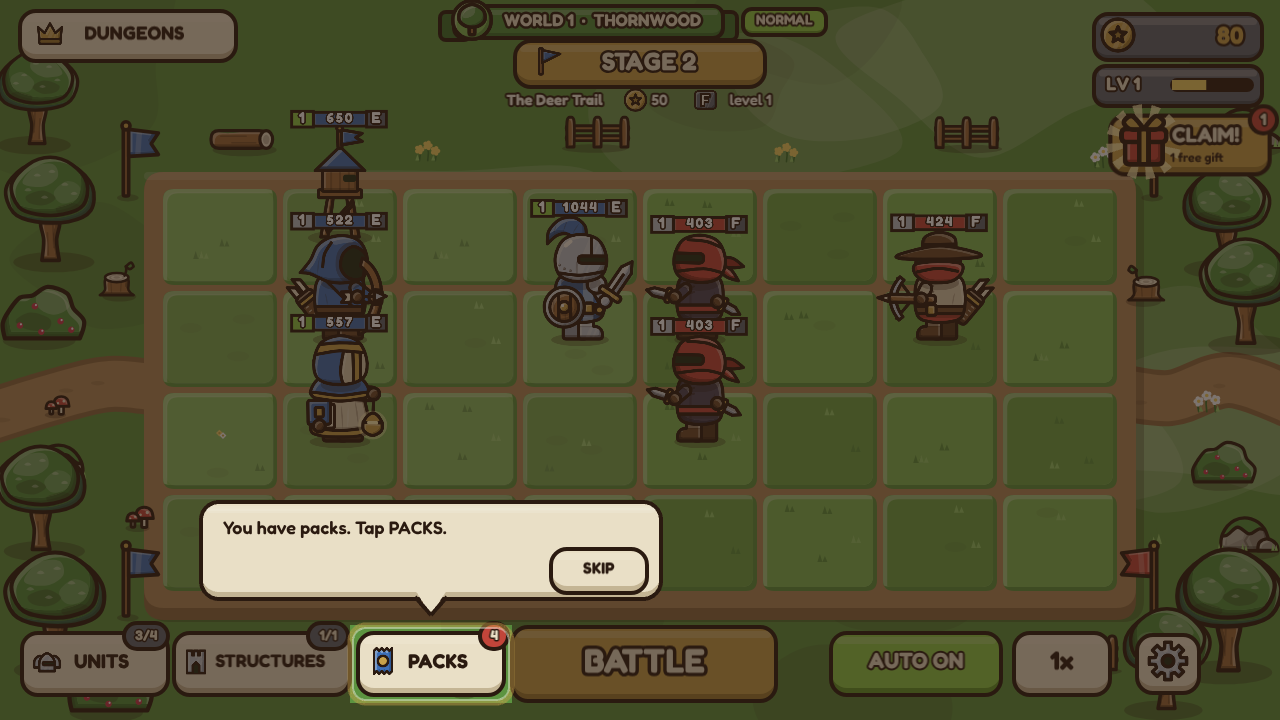 DUNGEONS
WORLD 1 • THORNWOOD
NORMAL
STAGE 2
The Deer Trail
50
F
level 1
80
LV 1
CLAIM!
1 free gift
1
1 650 E
1 522 E
1 557 E
1 1044 E
1 403 F
1 403 F
1 424 F
You have packs. Tap PACKS.
SKIP
UNITS
3/4
STRUCTURES
1/1
PACKS
4
BATTLE
AUTO ON
1x